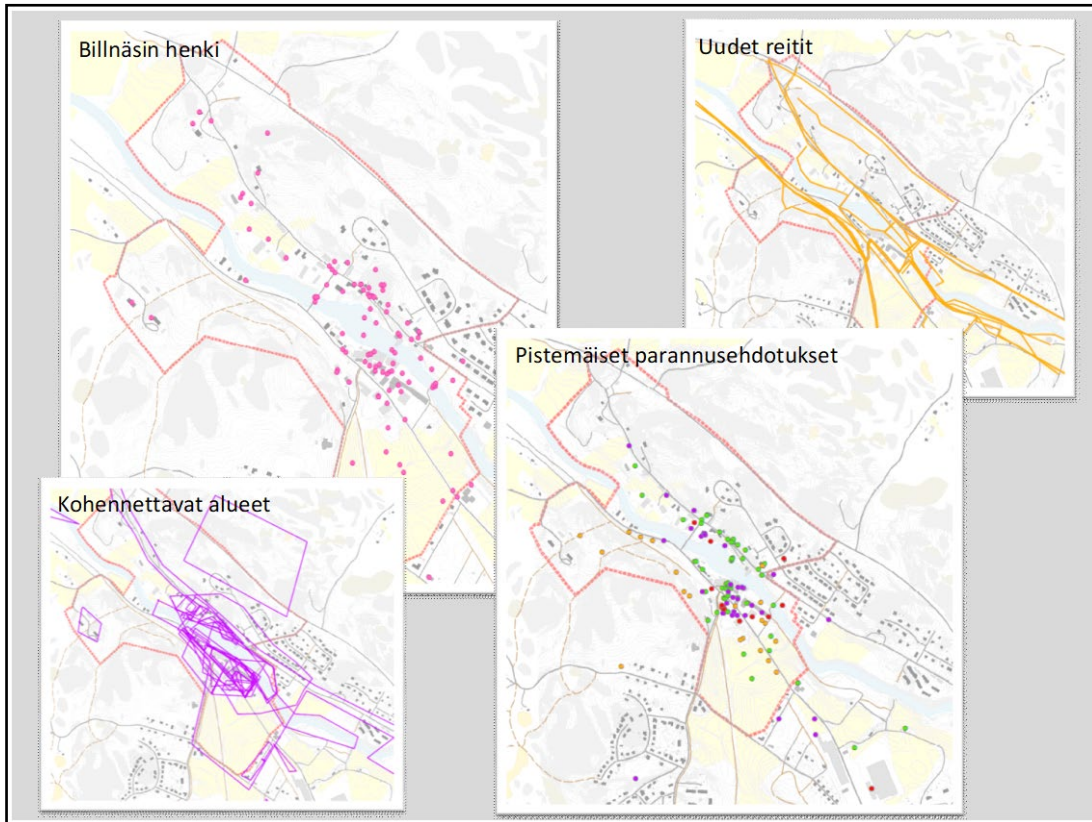 Billnäsin henki
Uudet reitit
Pistemäiset parannusehdotukset
Kohennettavat alueet